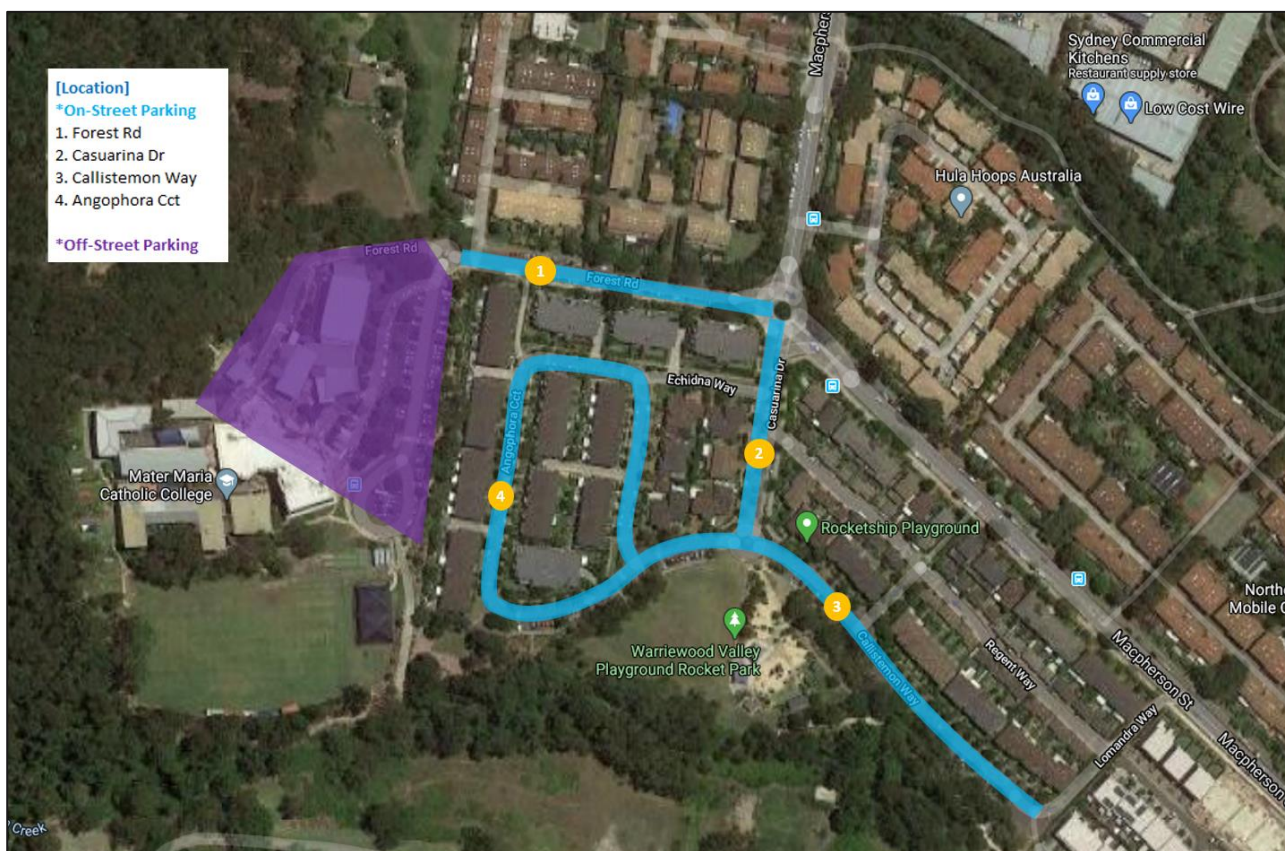 [Location]
*On-Street Parking
1. Forest Rd
2. Casuarina Dr
3. Callistemon Way
4. Angophora Cct
*Off-Street Parking
Sydney Commercial
Kitchens
Restaurant supply store
Low Cost Wire
Hula Hoops Australia
Forest Rd
1
Forest Rd
Echidna Way
Casuarina Dr
2
Angophora Cct
4
Mater Maria
Catholic College
Rocketship Playground
3
Callistemon Way
Warriewood Valley
Playground Rocket Park
Regent Way
Macpherson St
Lomandra Way
Creek